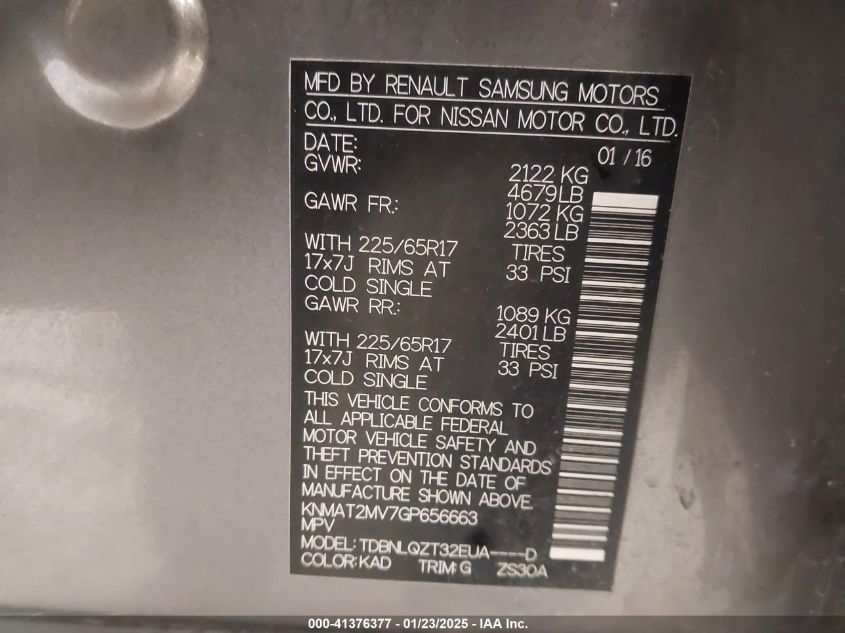 MFD BY RENAULT SAMSUNG MOTORS
CO., LTD. FOR NISSAN MOTOR CO., LTD.
DATE: 01 / 16
GVWR: 2122 KG
4679 LB
GAWR FR.: 1072 KG
2363 LB
WITH 225/65R17 TIRES
17x7J RIMS AT 33 PSI
COLD SINGLE
GAWR RR.: 1089 KG
2401 LB
WITH 225/65R17 TIRES
17x7J RIMS AT 33 PSI
COLD SINGLE
THIS VEHICLE CONFORMS TO
ALL APPLICABLE FEDERAL
MOTOR VEHICLE SAFETY AND
THEFT PREVENTION STANDARDS
IN EFFECT ON THE DATE OF
MANUFACTURE SHOWN ABOVE.
KNMAT2MV7GP656663
MPV
MODEL: TDBNLQZT32EUA----D
COLOR: KAD TRIM: G ZS30A
000-41376377 - 01/23/2025 - IAA Inc.